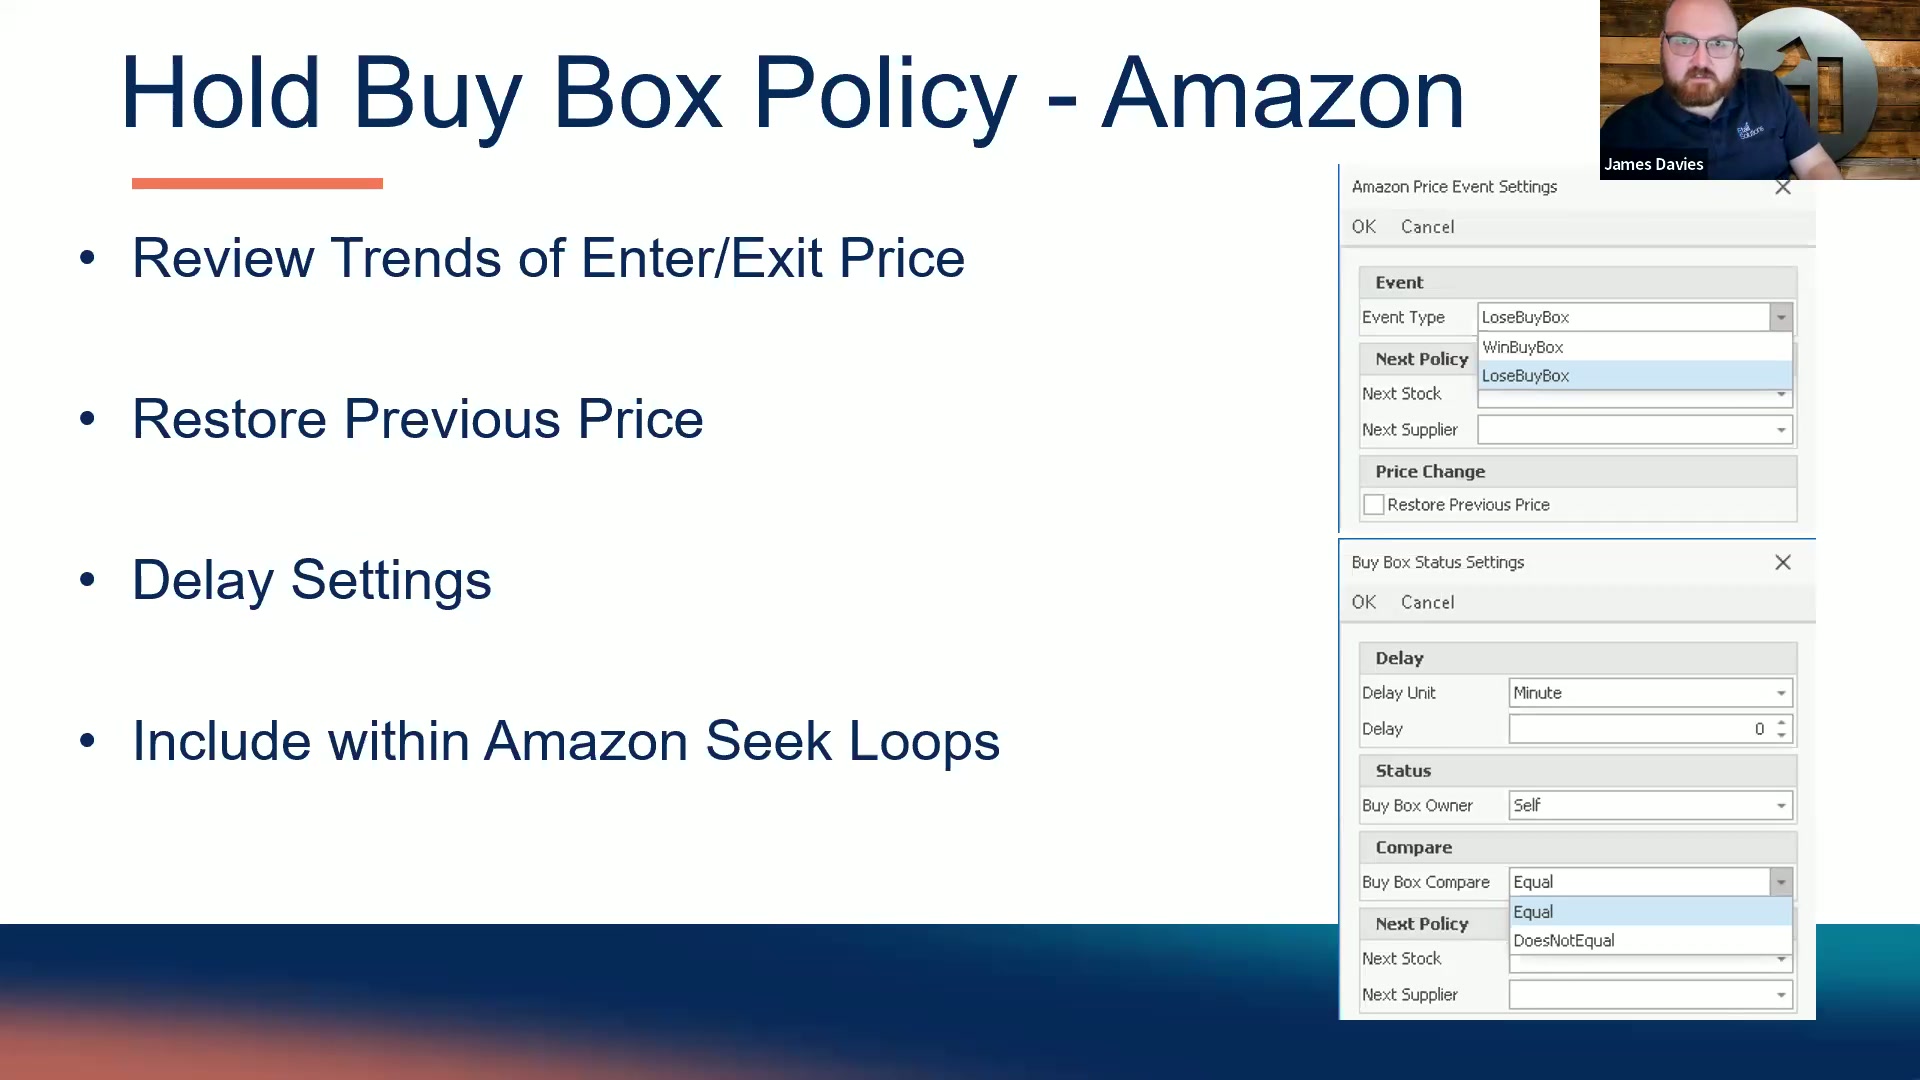 Hold Buy Box Policy - Amazon
• Review Trends of Enter/Exit Price
• Restore Previous Price
• Delay Settings
• Include within Amazon Seek Loops
James Davies
Etail Solutions
Amazon Price Event Settings
OK Cancel
Event
Event Type LoseBuyBox
WinBuyBox
LoseBuyBox
Next Policy
Next Stock
Next Supplier
Price Change
Restore Previous Price
Buy Box Status Settings
OK Cancel
Delay
Delay Unit Minute
Delay 0
Status
Buy Box Owner Self
Compare
Buy Box Compare Equal
Equal
DoesNotEqual
Next Policy
Next Stock
Next Supplier